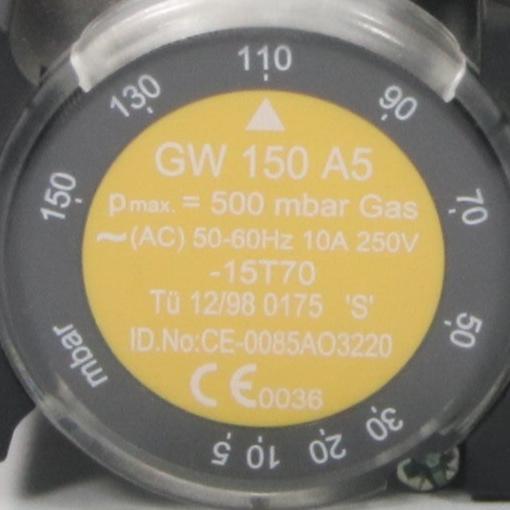 110
130
90
150
70
50
30
20
10
5
mbar
GW 150 A5
pmax. = 500 mbar Gas
~(AC) 50-60Hz 10A 250V
-15T70
Tü 12/98 0175 'S'
ID.No:CE-0085AO3220
CE0036